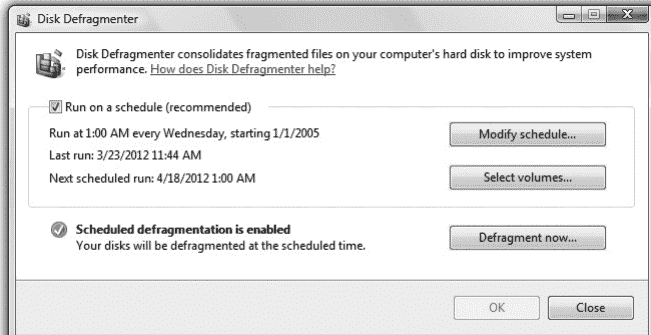 Disk Defragmenter
Disk Defragmenter consolidates fragmented files on your computer's hard disk to improve system
performance. How does Disk Defragmenter help?
Run on a schedule (recommended)
Run at 1:00 AM every Wednesday, starting 1/1/2005
Modify schedule...
Last run: 3/23/2012 11:44 AM
Next scheduled run: 4/18/2012 1:00 AM
Select volumes...
Scheduled defragmentation is enabled
Your disks will be defragmented at the scheduled time.
Defragment now...
OK
Close